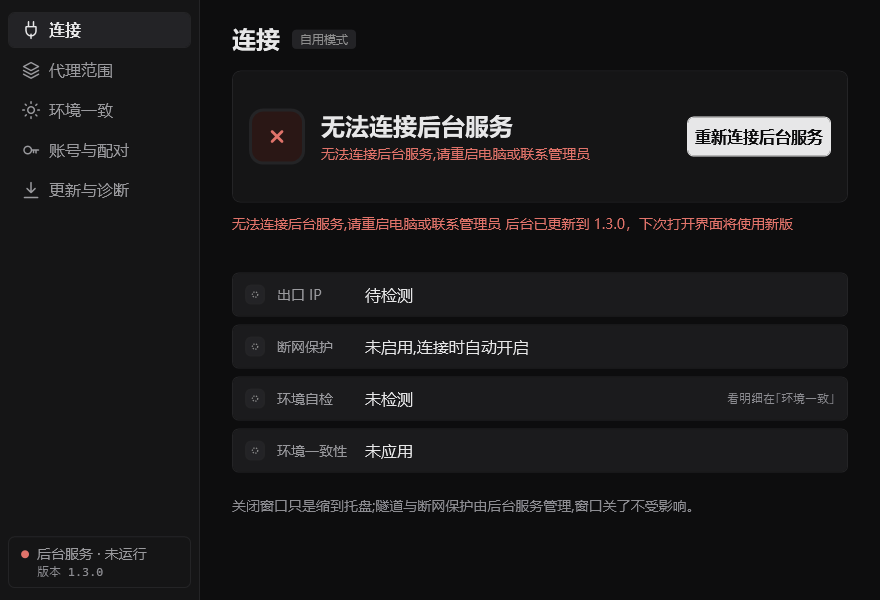 连接
代理范围
环境一致
账号与配对
更新与诊断
后台服务 · 未运行
版本 1.3.0
连接 自用模式
无法连接后台服务
无法连接后台服务,请重启电脑或联系管理员
重新连接后台服务
无法连接后台服务,请重启电脑或联系管理员 后台已更新到 1.3.0，下次打开界面将使用新版
出口 IP 待检测
断网保护 未启用,连接时自动开启
环境自检 未检测 看明细在「环境一致」
环境一致性 未应用
关闭窗口只是缩到托盘;隧道与断网保护由后台服务管理,窗口关了不受影响。